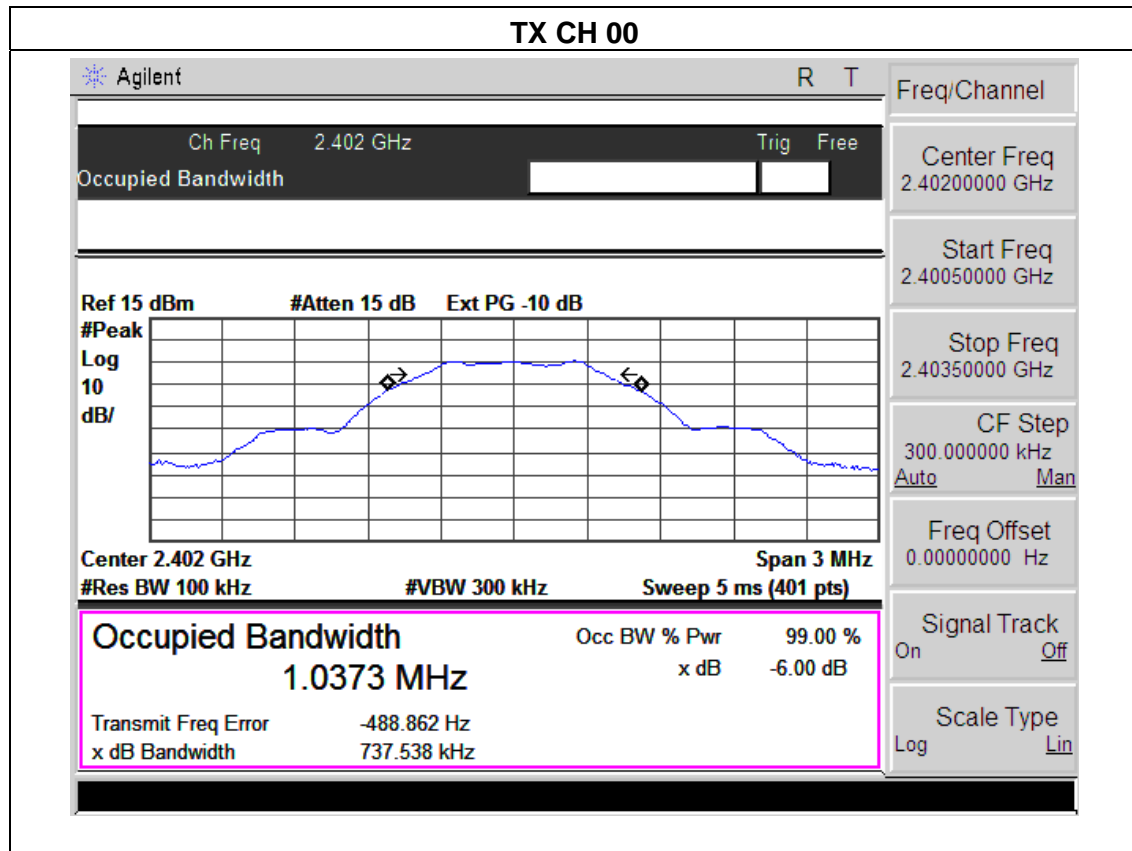 TX CH 00
Agilent R T
Freq/Channel
Ch Freq 2.402 GHz Trig Free
Occupied Bandwidth
Center Freq
2.40200000 GHz
Start Freq
2.40050000 GHz
Ref 15 dBm #Atten 15 dB Ext PG -10 dB
#Peak
Log
10
dB/
Stop Freq
2.40350000 GHz
CF Step
300.000000 kHz
Auto Man
Center 2.402 GHz Span 3 MHz
#Res BW 100 kHz #VBW 300 kHz Sweep 5 ms (401 pts)
Freq Offset
0.00000000 Hz
Occupied Bandwidth Occ BW % Pwr 99.00 %
1.0373 MHz x dB -6.00 dB
Signal Track
On Off
Transmit Freq Error -488.862 Hz
x dB Bandwidth 737.538 kHz
Scale Type
Log Lin